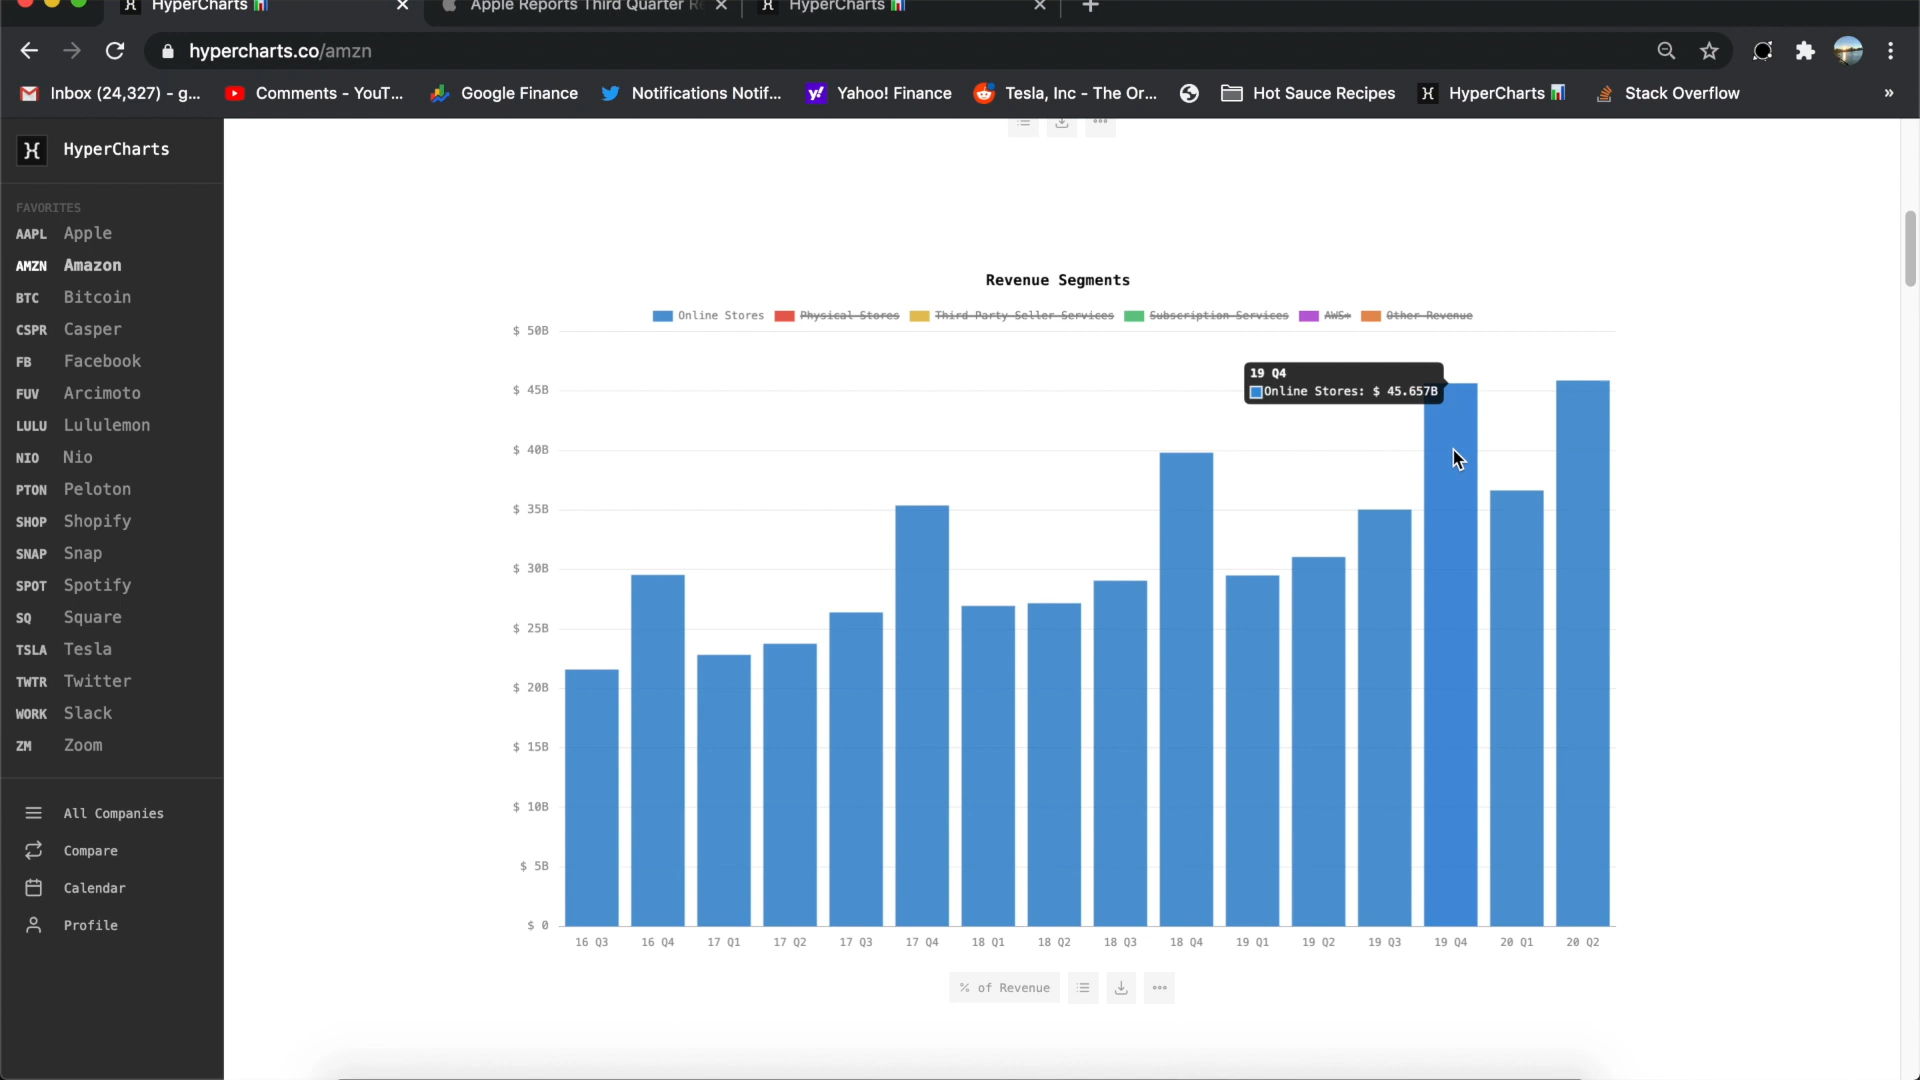 HyperCharts
Apple Reports Third Quarter Re
HyperCharts
hypercharts.co/amzn
Inbox (24,327) - g...
Comments - YouT...
Google Finance
Notifications Notif...
Yahoo! Finance
Tesla, Inc - The Or...
Hot Sauce Recipes
HyperCharts
Stack Overflow
»
HyperCharts
FAVORITES
AAPL Apple
AMZN Amazon
BTC Bitcoin
CSPR Casper
FB Facebook
FUV Arcimoto
LULU Lululemon
NIO Nio
PTON Peloton
SHOP Shopify
SNAP Snap
SPOT Spotify
SQ Square
TSLA Tesla
TWTR Twitter
WORK Slack
ZM Zoom
All Companies
Compare
Calendar
Profile
Revenue Segments
Online Stores Physical Stores Third Party Seller Services Subscription Services AWS+ Other Revenue
$ 50B
$ 45B
$ 40B
$ 35B
$ 30B
$ 25B
$ 20B
$ 15B
$ 10B
$ 5B
$ 0
19 Q4
Online Stores: $ 45.657B
16 Q3 16 Q4 17 Q1 17 Q2 17 Q3 17 Q4 18 Q1 18 Q2 18 Q3 18 Q4 19 Q1 19 Q2 19 Q3 19 Q4 20 Q1 20 Q2
% of Revenue